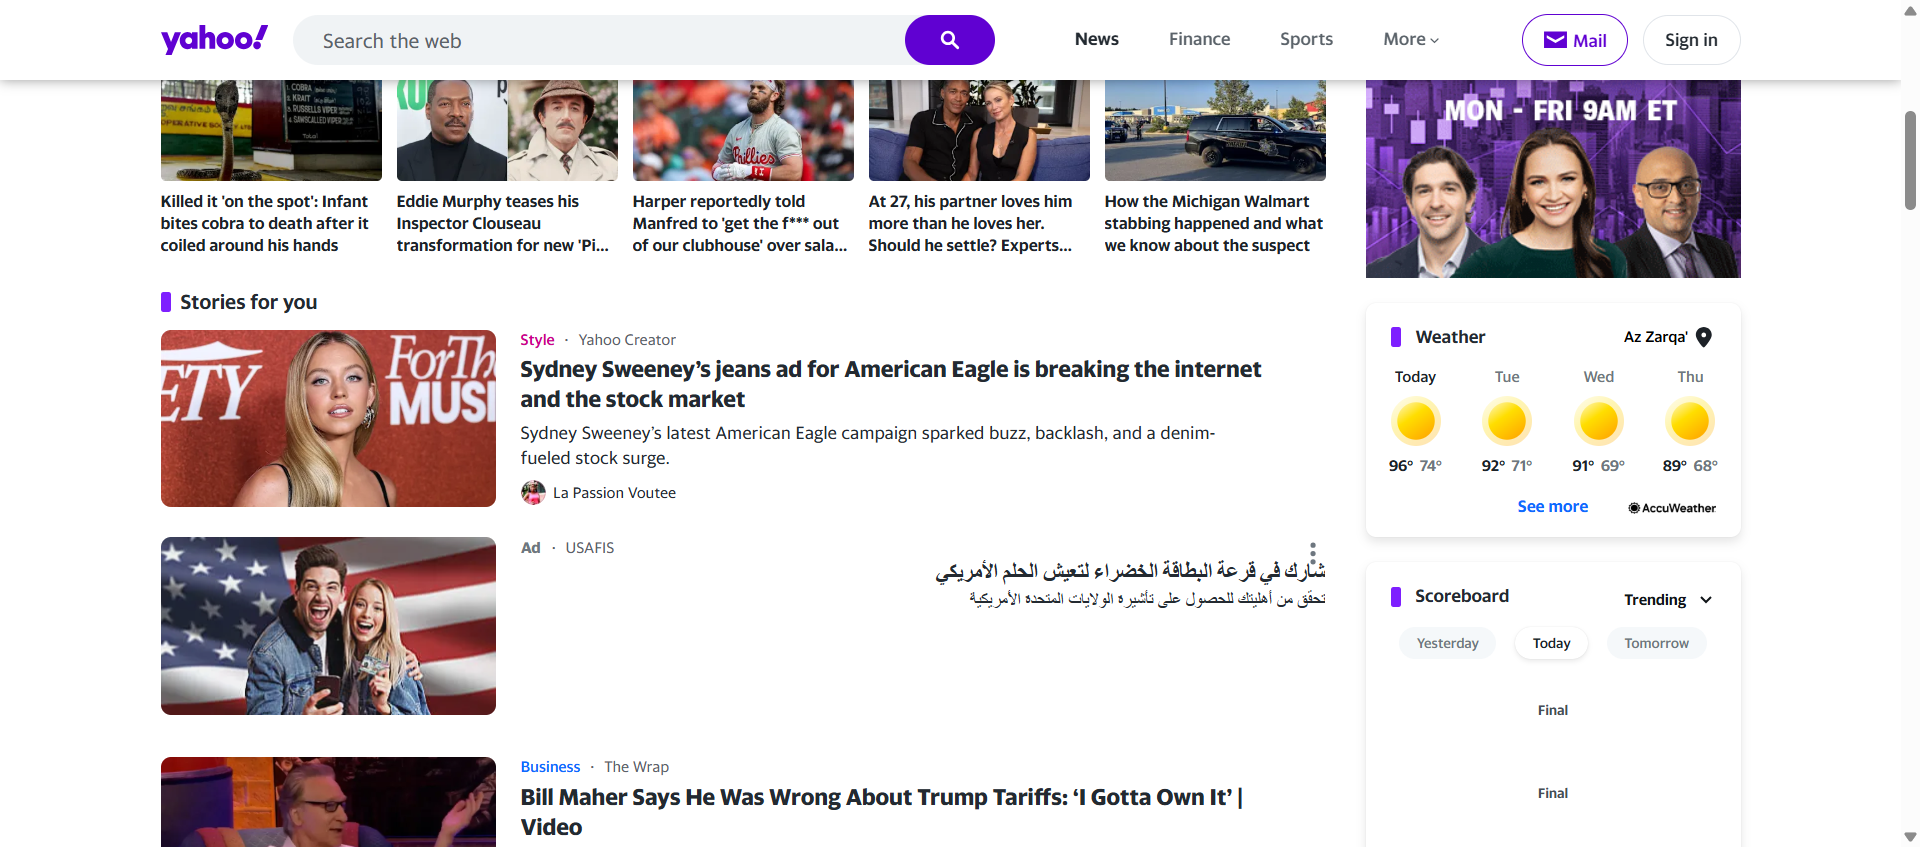 yahoo!
Search the web
News
Finance
Sports
More
Mail
Sign in
1. COBRA
2. KRAIT
Killed it 'on the spot': Infant
bites cobra to death after it
coiled around his hands
Eddie Murphy teases his
Inspector Clouseau
transformation for new 'Pi...
Phillies
Harper reportedly told
Manfred to 'get the f*** out
of our clubhouse' over sala...
At 27, his partner loves him
more than he loves her.
Should he settle? Experts...
How the Michigan Walmart
stabbing happened and what
we know about the suspect
MON - FRI 9AM ET
Stories for you
ETY
ForTh
MUSI
Style · Yahoo Creator
Sydney Sweeney’s jeans ad for American Eagle is breaking the internet
and the stock market
Sydney Sweeney’s latest American Eagle campaign sparked buzz, backlash, and a denim-
fueled stock surge.
La Passion Voutee
Ad · USAFIS
شارك في قرعة البطاقة الخضراء لتعيش الحلم الأمريكي
تحقّق من أهليتك للحصول على تأشيرة الولايات المتحدة الأمريكية
Business · The Wrap
Bill Maher Says He Was Wrong About Trump Tariffs: ‘I Gotta Own It’ |
Video
Weather
Az Zarqa'
Today
Tue
Wed
Thu
96° 74°
92° 71°
91° 69°
89° 68°
See more
AccuWeather
Scoreboard
Trending
Yesterday
Today
Tomorrow
Final
Final